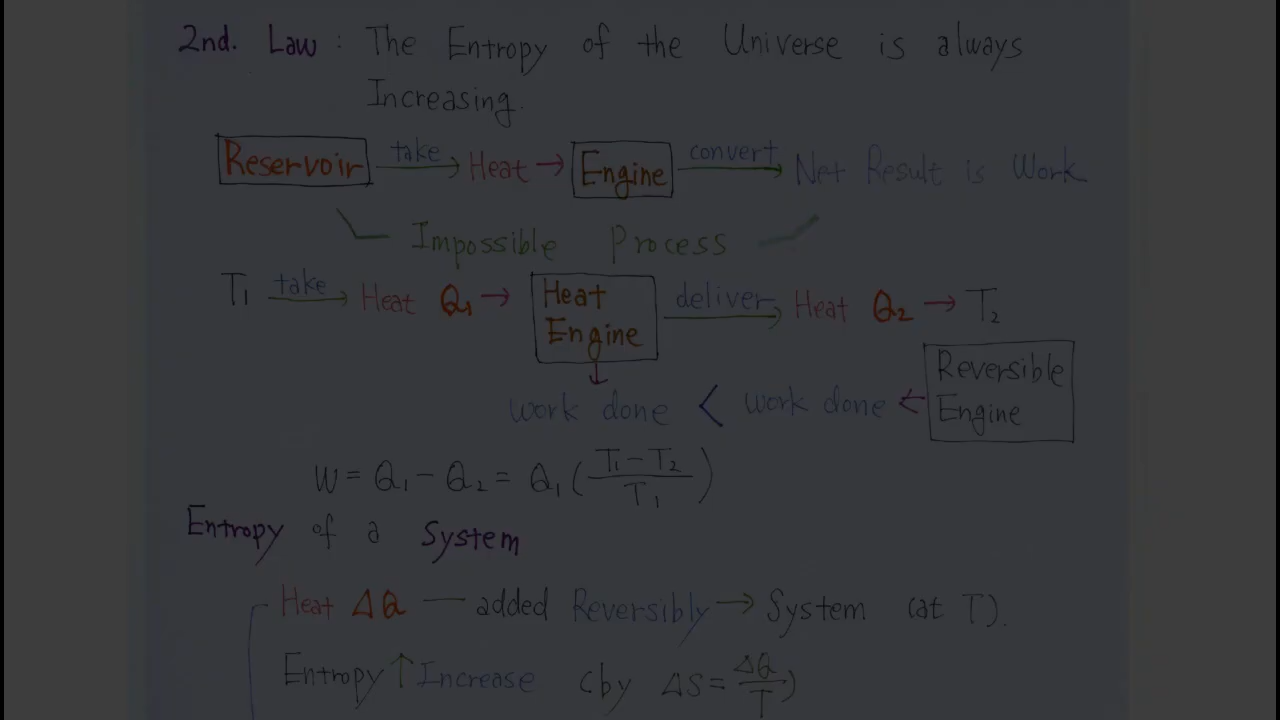 2nd. Law : The Entropy of the Universe is always
Increasing.
Reservoir take → Heat → Engine convert → Net Result is Work
Impossible Process
T₁ take → Heat Q₁ → Heat Engine deliver → Heat Q₂ → T₂
Reversible
Engine
work done < work done ←
W = Q₁ - Q₂ = Q₁ (T₁ - T₂ / T₁)
Entropy of a System
Heat ΔQ — added Reversibly → System (at T).
Entropy ↑ Increase (by ΔS = ΔQ / T)